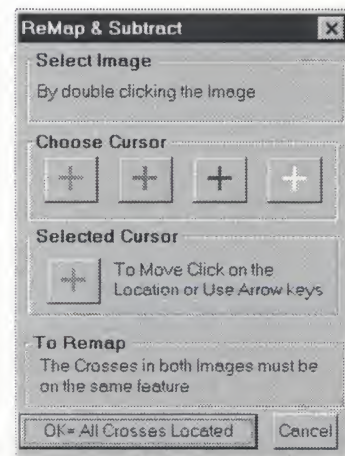 ReMap & Subtract
Select Image
By double clicking the Image
Choose Cursor
Selected Cursor
To Move Click on the
Location or Use Arrow keys
To Remap
The Crosses in both Images must be
on the same feature
OK= All Crosses Located
Cancel